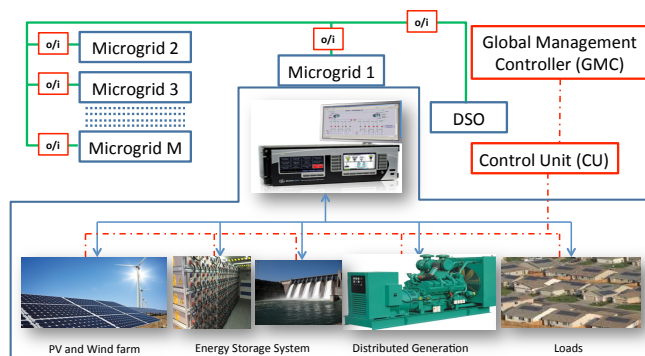 o/i
o/i
Microgrid 2
o/i
Global Management
Controller (GMC)
Microgrid 1
o/i
Microgrid 3
DSO
o/i
Microgrid M
Control Unit (CU)
PV and Wind farm
Energy Storage System
Distributed Generation
Loads